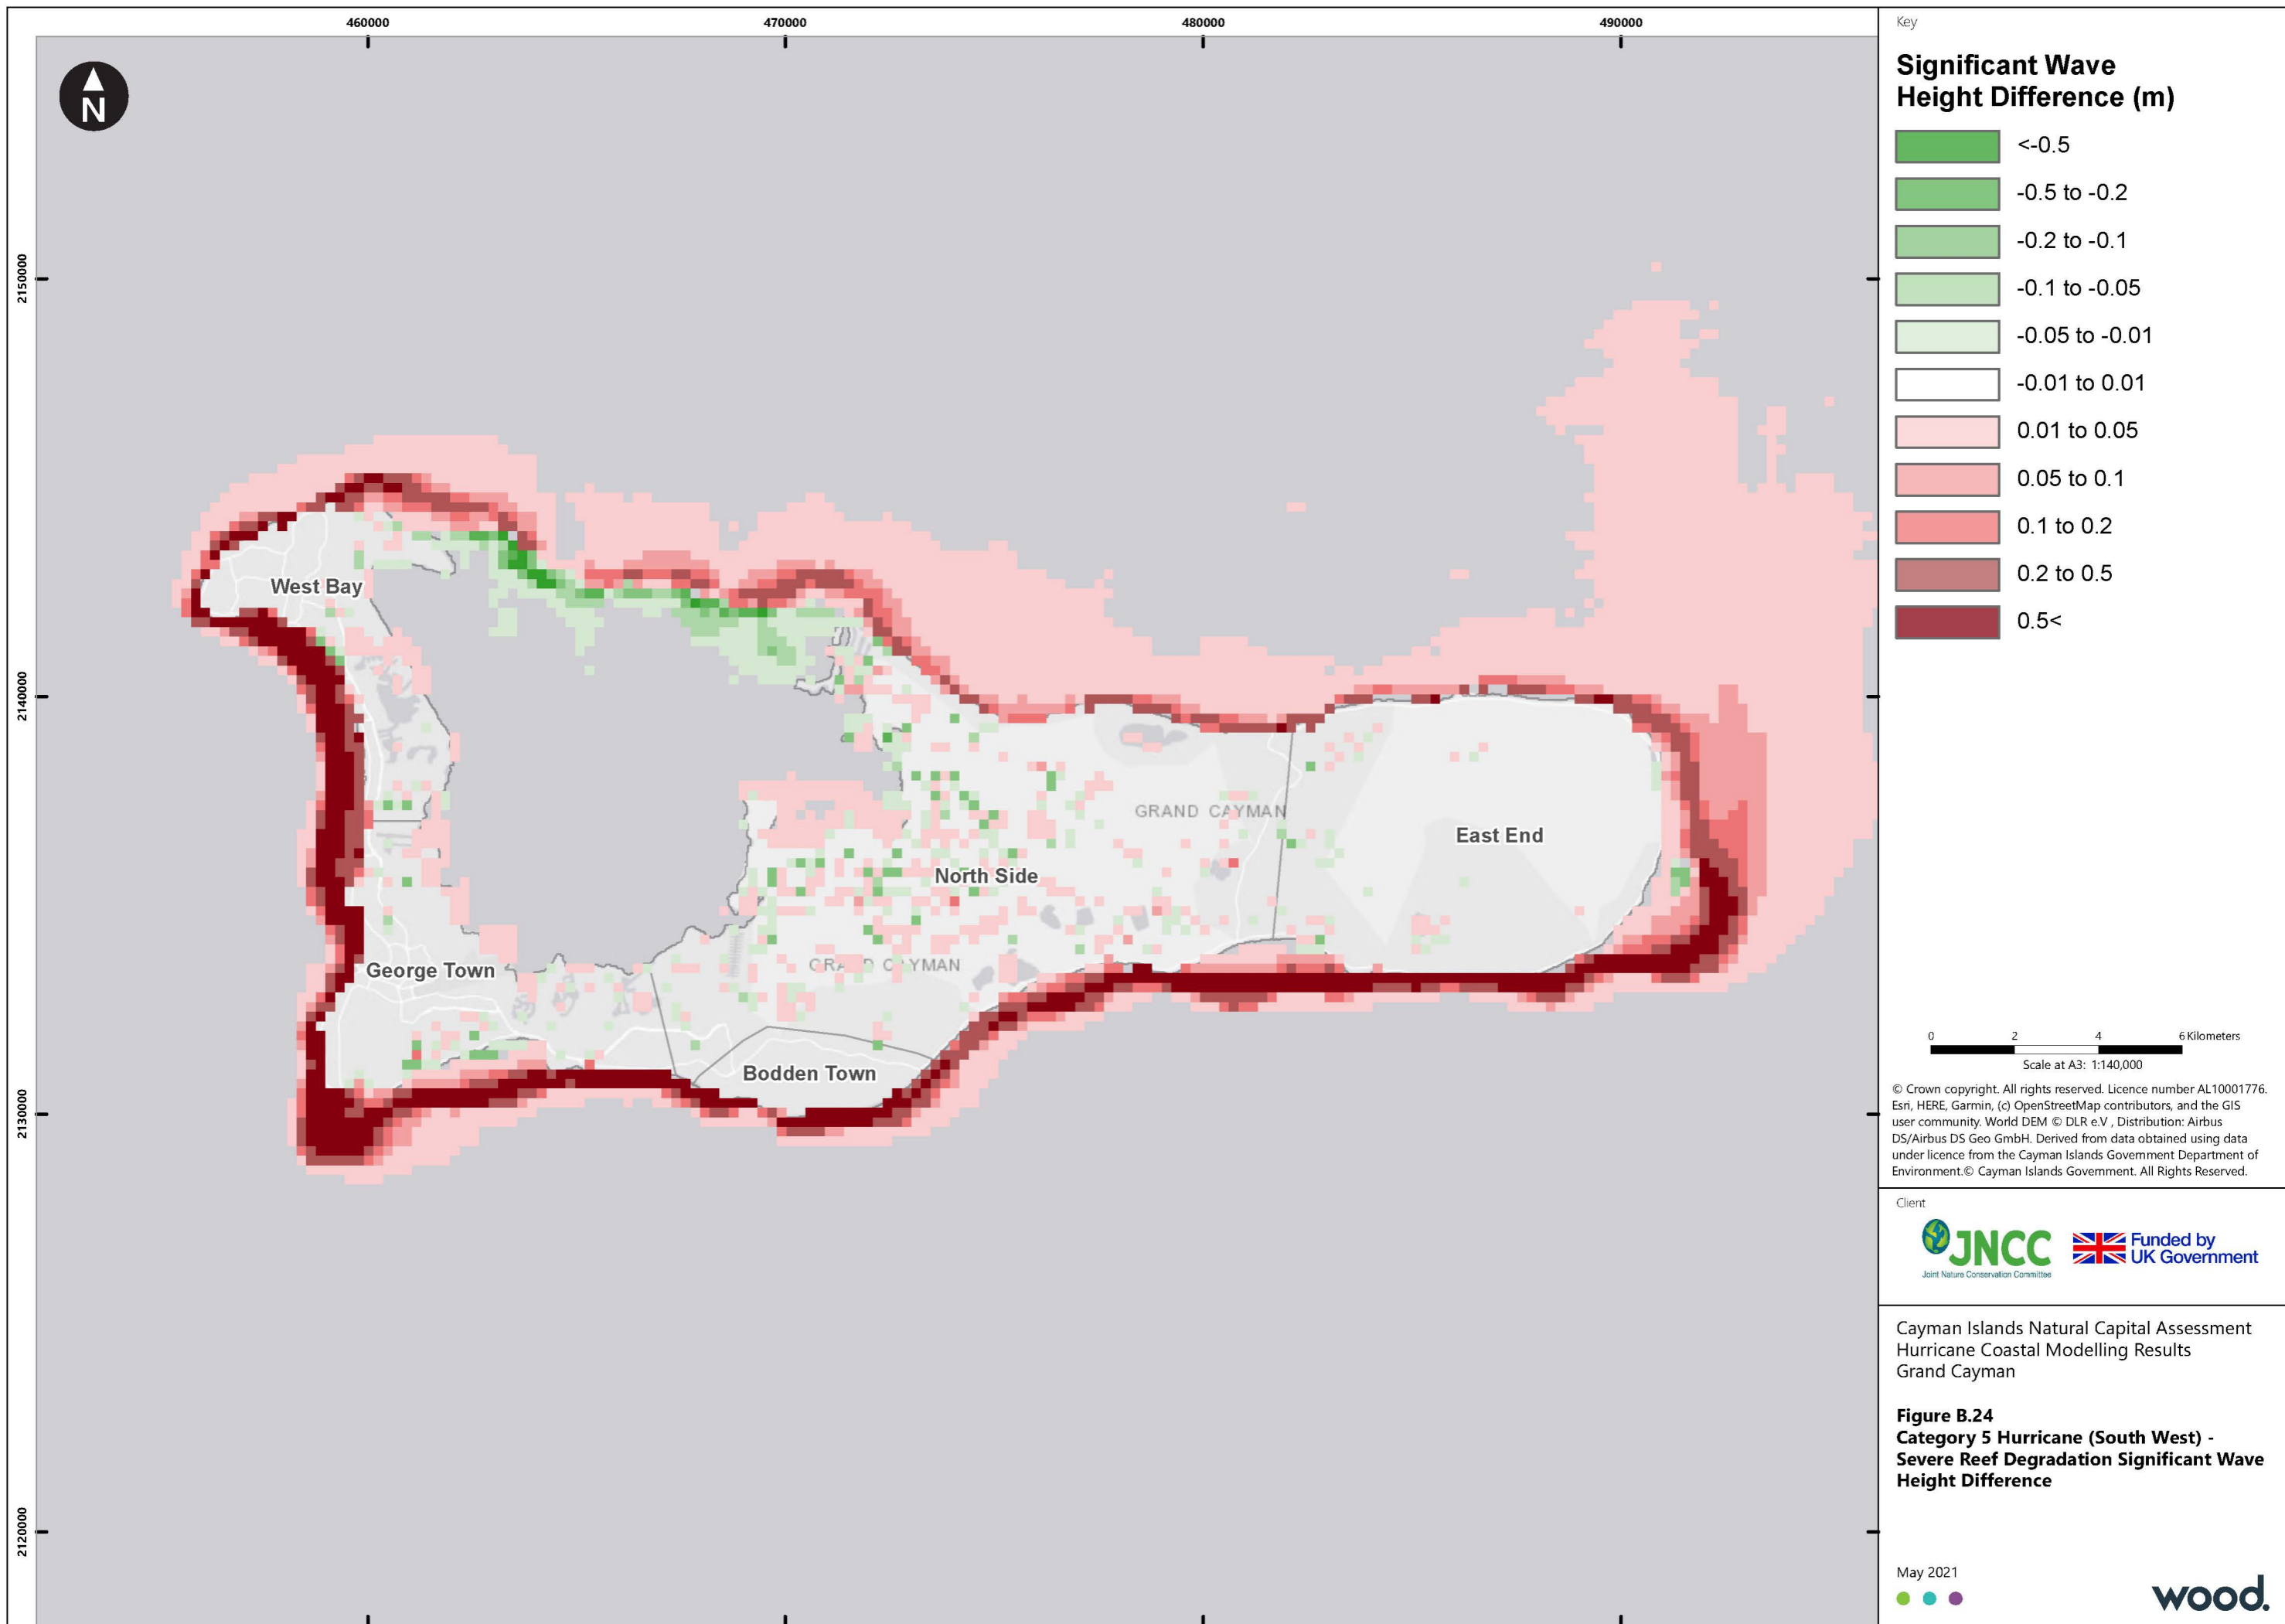 460000
470000
480000
490000
N
2150000
2140000
2130000
2120000
West Bay
GRAND CAYMAN
East End
North Side
GRAND CAYMAN
George Town
Bodden Town
Key
Significant Wave
Height Difference (m)
<-0.5
-0.5 to -0.2
-0.2 to -0.1
-0.1 to -0.05
-0.05 to -0.01
-0.01 to 0.01
0.01 to 0.05
0.05 to 0.1
0.1 to 0.2
0.2 to 0.5
0.5<
0 2 4 6 Kilometers
Scale at A3: 1:140,000
© Crown copyright. All rights reserved. Licence number AL10001776.
Esri, HERE, Garmin, (c) OpenStreetMap contributors, and the GIS
user community. World DEM © DLR e.V , Distribution: Airbus
DS/Airbus DS Geo GmbH. Derived from data obtained using data
under licence from the Cayman Islands Government Department of
Environment.© Cayman Islands Government. All Rights Reserved.
Client
JNCC
Joint Nature Conservation Committee
Funded by
UK Government
Cayman Islands Natural Capital Assessment
Hurricane Coastal Modelling Results
Grand Cayman
Figure B.24
Category 5 Hurricane (South West) -
Severe Reef Degradation Significant Wave
Height Difference
May 2021
wood.